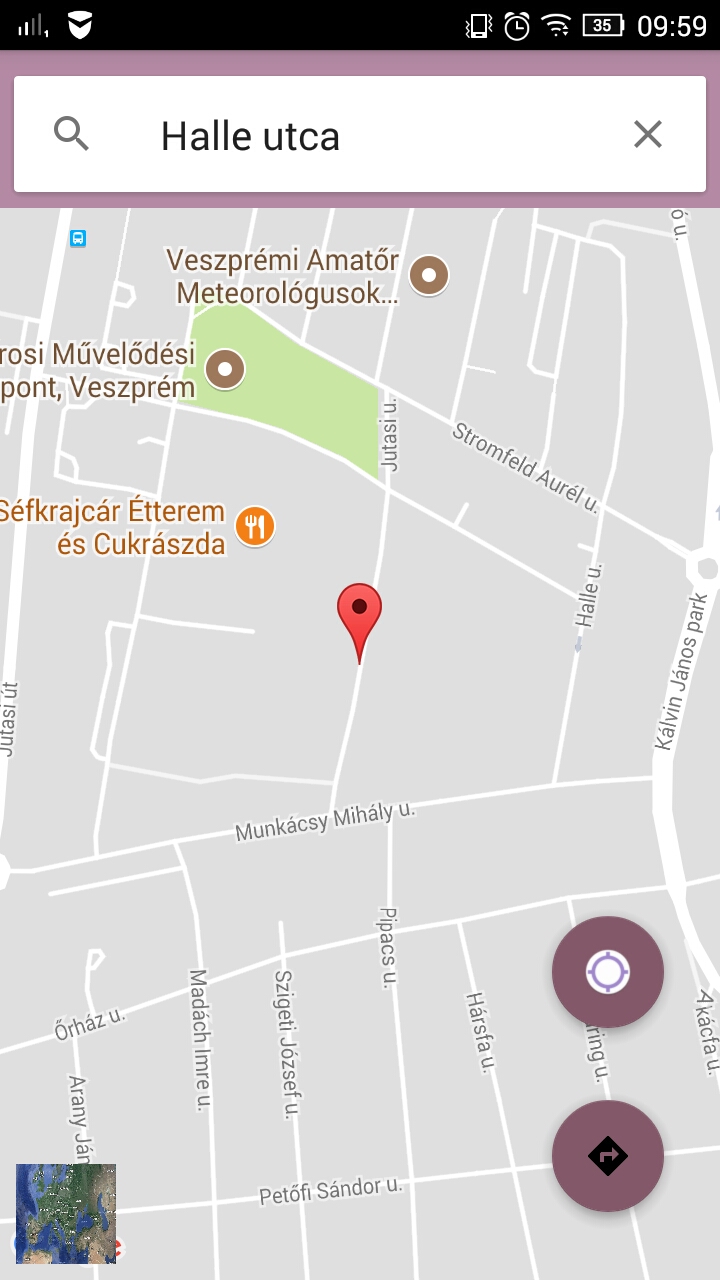 1
35
09:59
Halle utca
ó u.
Veszprémi Amatőr
Meteorológusok...
rosi Művelődési
pont, Veszprém
Jutasi u.
Stromfeld Aurél u.
Séfkrajcár Étterem
és Cukrászda
Halle u.
Kálvin János park
Jutasi út
Munkácsy Mihály u.
Pipacs u.
Őrház u.
Madách Imre u.
Szigeti József u.
Hársfa u.
ring u.
Akácfa u.
Arany Ján
Petőfi Sándor u.